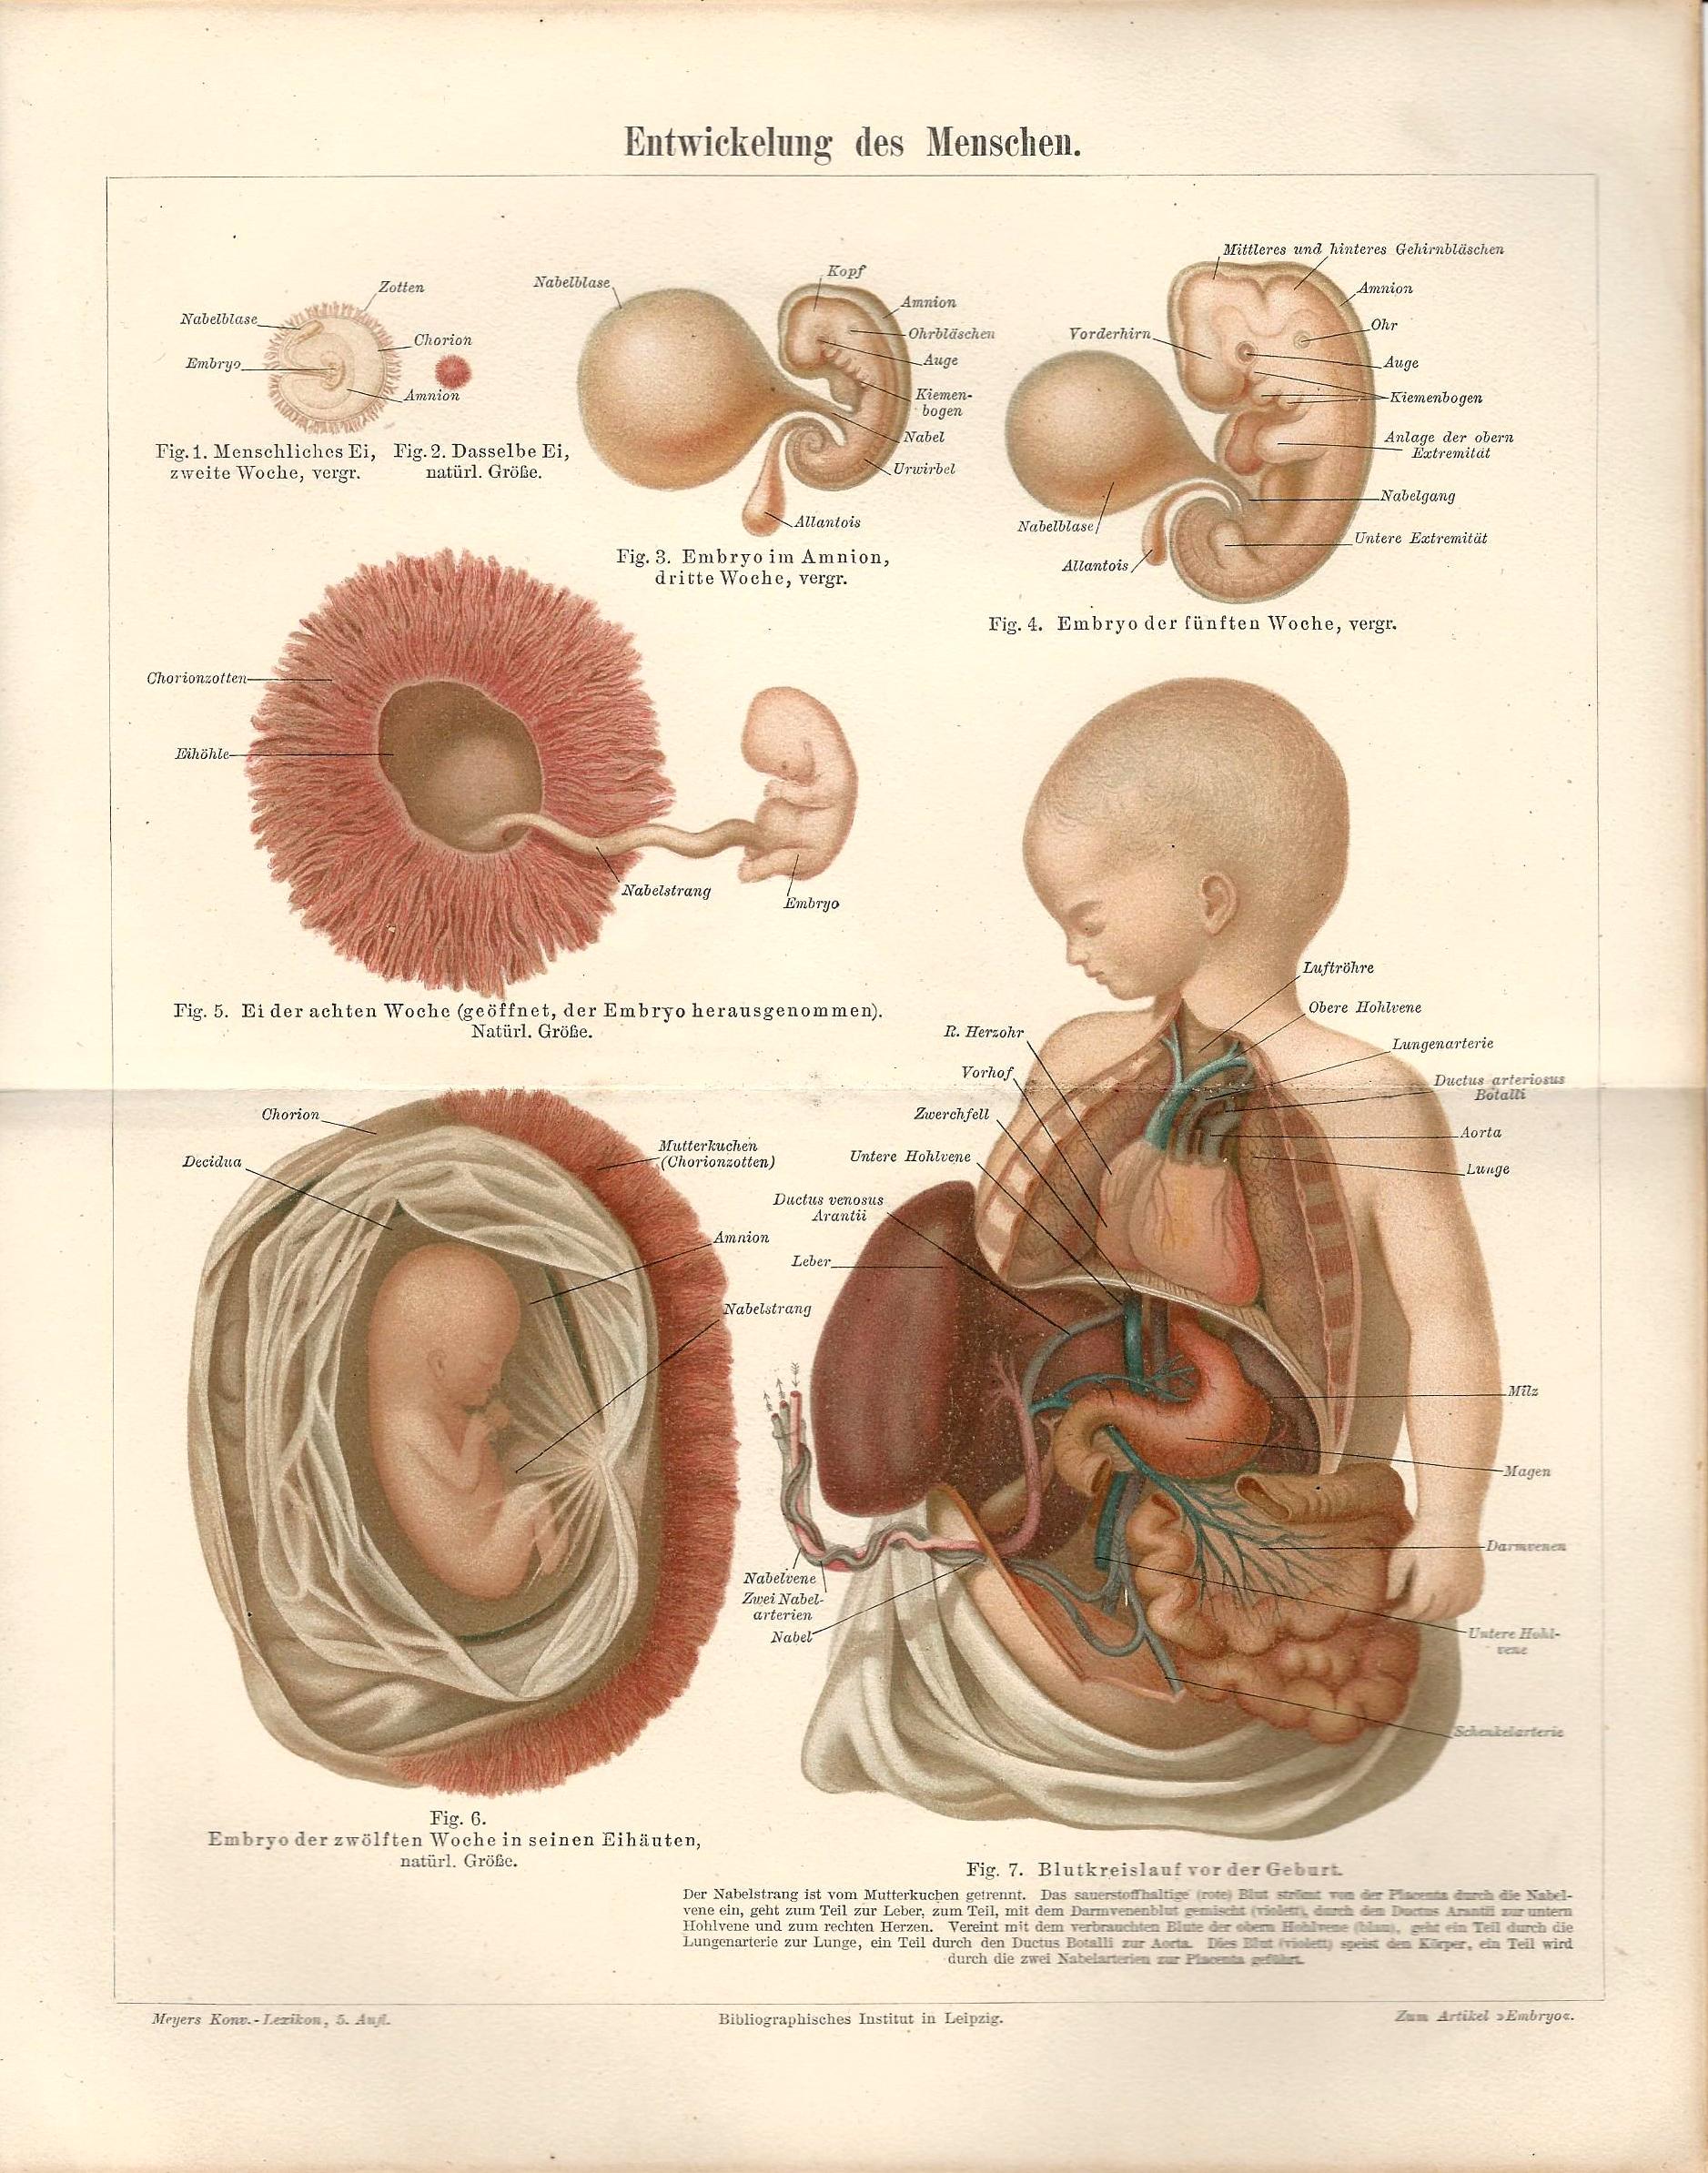 Entwickelung des Menschen.
Zotten
Nabelblase
Chorion
Embryo
Amnion
Fig. 1. Menschliches Ei,
zweite Woche, vergr.
Fig. 2. Dasselbe Ei,
natürl. Größe.
Nabelblase
Kopf
Amnion
Ohrbläschen
Auge
Kiemen-
bogen
Nabel
Urwirbel
Allantois
Fig. 3. Embryo im Amnion,
dritte Woche, vergr.
Mittleres und hinteres Gehirnbläschen
Amnion
Vorderhirn
Ohr
Auge
Kiemenbogen
Anlage der obern
Extremität
Nabelgang
Nabelblase
Untere Extremität
Allantois
Fig. 4. Embryo der fünften Woche, vergr.
Chorionzotten
Eihöhle
Nabelstrang
Embryo
Fig. 5. Ei der achten Woche (geöffnet, der Embryo herausgenommen).
Natürl. Größe.
Chorion
Decidua
Mutterkuchen
(Chorionzotten)
Amnion
Nabelstrang
Fig. 6.
Embryo der zwölften Woche in seinen Eihäuten,
natürl. Größe.
Luftröhre
Obere Hohlvene
R. Herzohr
Lungenarterie
Vorhof
Ductus arteriosus
Botalli
Zwerchfell
Aorta
Untere Hohlvene
Lunge
Ductus venosus
Arantii
Leber
Milz
Magen
Darmvenen
Nabelvene
Zwei Nabel-
arterien
Nabel
Untere Hohl-
vene
Schenkelarterie
Fig. 7. Blutkreislauf vor der Geburt.
Der Nabelstrang ist vom Mutterkuchen getrennt. Das sauerstoffhaltige (rote) Blut strömt von der Placenta durch die Nabel-
vene ein, geht zum Teil zur Leber, zum Teil, mit dem Darmvenenblut gemischt (violett), durch den Ductus Arantii zur untern
Hohlvene und zum rechten Herzen. Vereint mit dem verbrauchten Blute der obern Hohlvene (blau), geht ein Teil durch die
Lungenarterie zur Lunge, ein Teil durch den Ductus Botalli zur Aorta. Dies Blut (violett) speist den Körper, ein Teil wird
durch die zwei Nabelarterien zur Placenta geführt.
Meyers Konv.-Lexikon, 5. Aufl.
Bibliographisches Institut in Leipzig.
Zum Artikel »Embryo«.